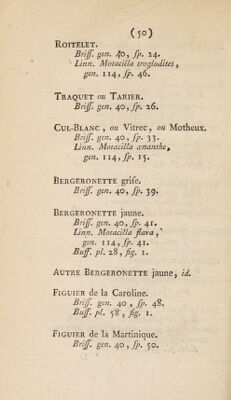 (50)
ROITELET.
Briſſ. gen. 40, ſp. 24.
Linn. Motacilla troglodites,
gen. 114, ſp. 46.
TRAQUET ou TARIER.
Briſſ. gen. 40, ſp. 26.
CUL-BLANC, ou Vitrec, ou Motheux.
Briſſ. gen. 40, ſp. 33.
Linn. Motacilla œnanthe,
gen. 114, ſp. 15.
BERGERONETTE griſe.
Briſſ. gen. 40, ſp. 39.
BERGERONETTE jaune.
Briſſ. gen. 40, ſp. 41.
Linn. Motacilla flava,
gen. 114, ſp. 41.
Buff. pl. 28, fig. 1.
AUTRE BERGERONETTE jaune, id.
FIGUIER de la Caroline.
Briſſ. gen. 40, ſp. 48.
Buff. pl. 58, fig. 1.
FIGUIER de la Martinique.
Briſſ. gen. 40, ſp. 50.